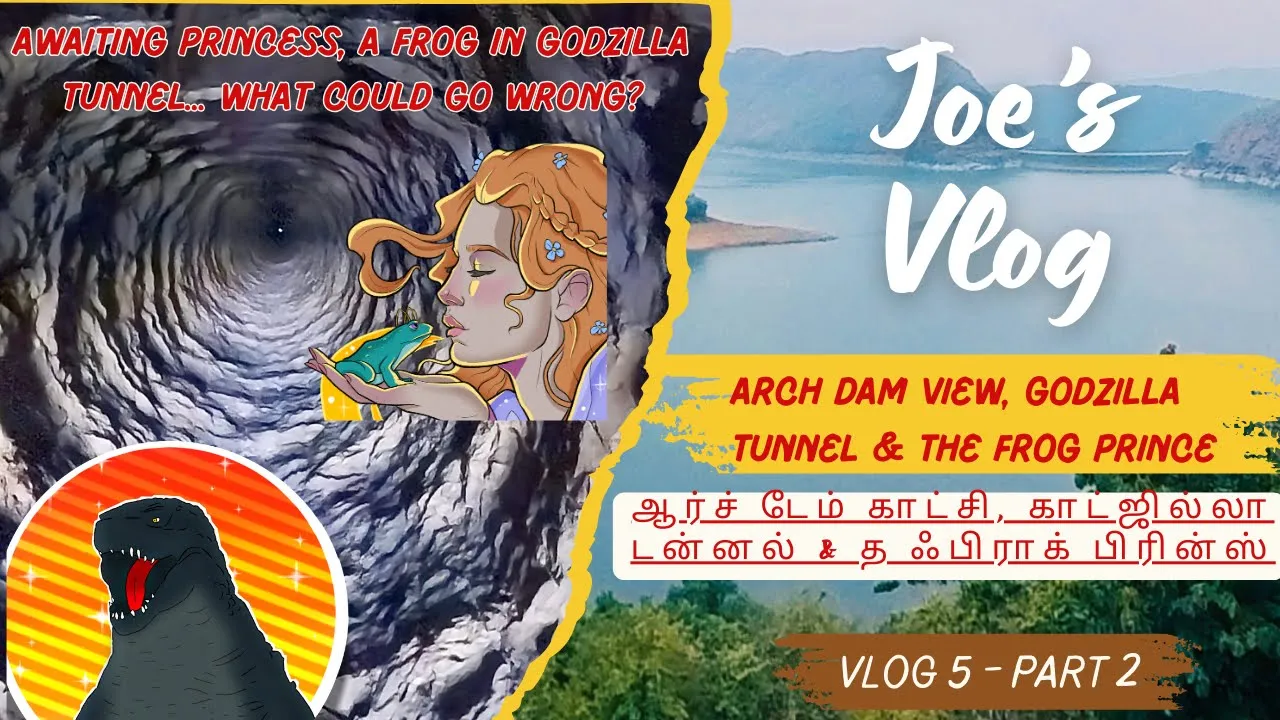 AWAITING PRINCESS, A FROG IN GODZILLA
TUNNEL... WHAT COULD GO WRONG?
Joe's
Vlog
ARCH DAM VIEW, GODZILLA
TUNNEL & THE FROG PRINCE
ஆர்ச் டேம் காட்சி, காட்ஜில்லா
டன்னல் & த ஃபிராக் பிரின்ஸ்
VLOG 5 - PART 2